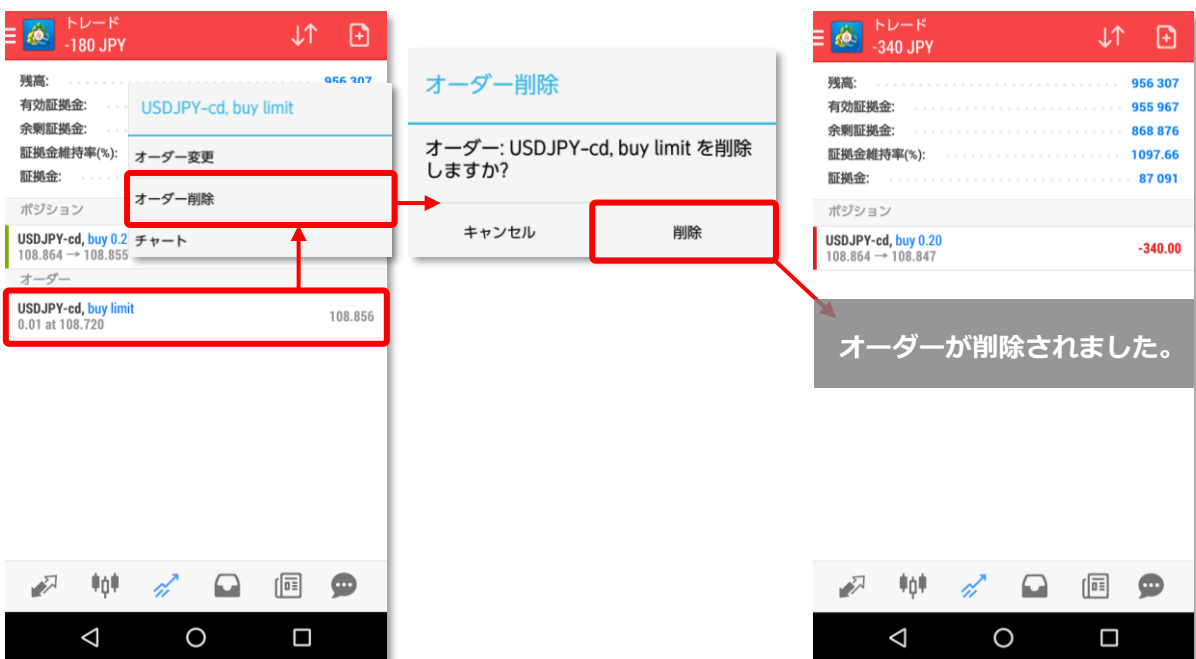 トレード
-180 JPY
残高:
956 307
有効証拠金:
余剰証拠金:
証拠金維持率(%):
証拠金:
ポジション
USDJPY-cd, buy 0.2
108.864 → 108.855
オーダー
USDJPY-cd, buy limit
108.856
0.01 at 108.720
USDJPY-cd, buy limit
オーダー変更
オーダー削除
チャート
オーダー削除
オーダー: USDJPY-cd, buy limit を削除
しますか?
キャンセル 削除
トレード
-340 JPY
残高: 956 307
有効証拠金: 955 967
余剰証拠金: 868 876
証拠金維持率(%): 1097.66
証拠金: 87 091
ポジション
USDJPY-cd, buy 0.20
-340.00
108.864 → 108.847
オーダーが削除されました。